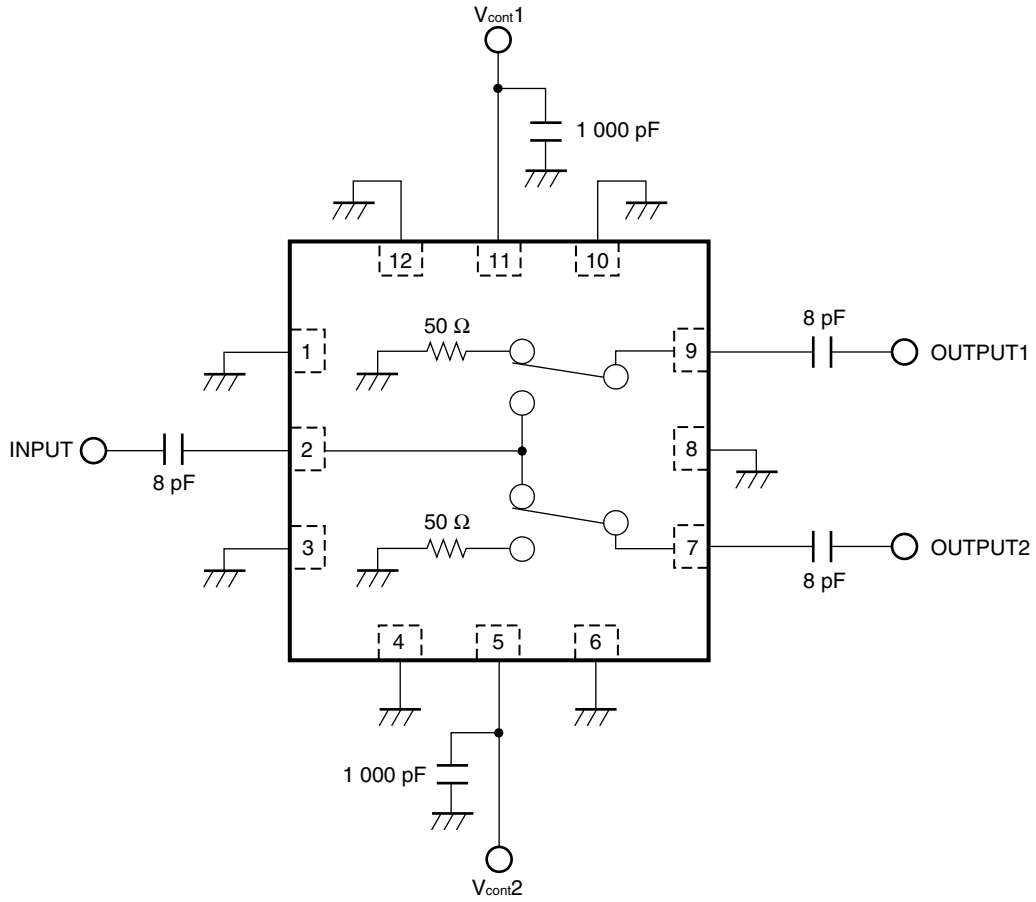 Vcont1
1 000 pF
12
11
10
50 Ω
8 pF
1
9
OUTPUT1
INPUT
2
8
8 pF
50 Ω
3
7
OUTPUT2
8 pF
4
5
6
1 000 pF
Vcont2